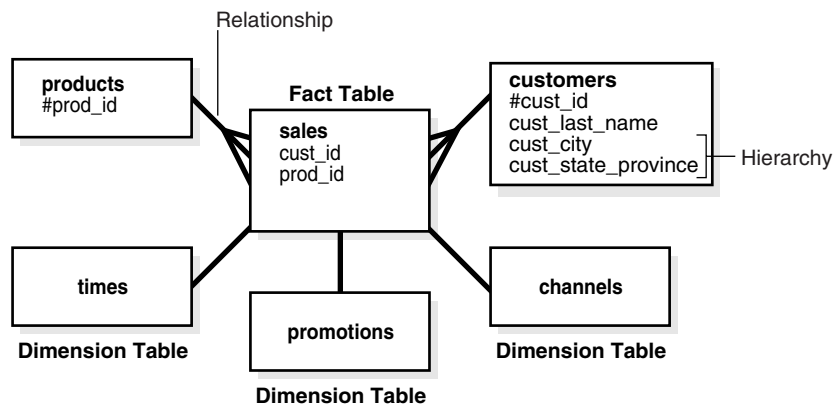 Relationship
products
#prod_id
Fact Table
sales
cust_id
prod_id
customers
#cust_id
cust_last_name
cust_city
cust_state_province
Hierarchy
times
Dimension Table
promotions
Dimension Table
channels
Dimension Table